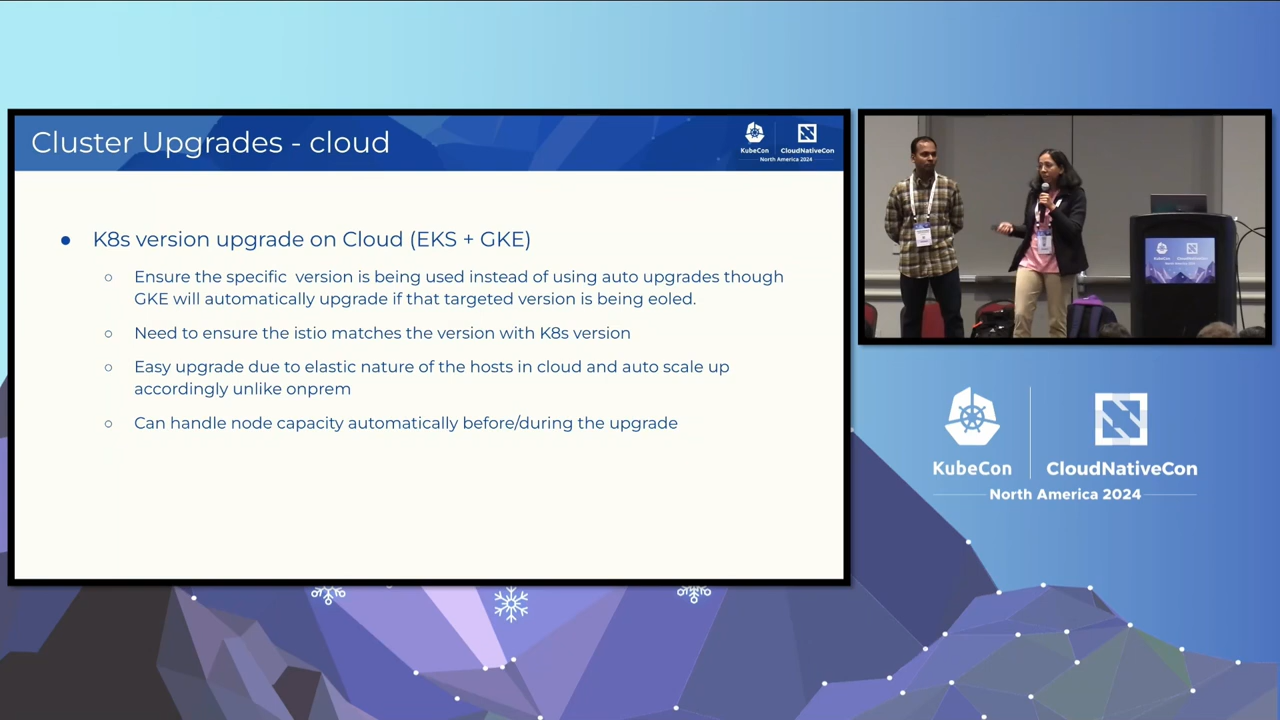 Cluster Upgrades - cloud
KubeCon
CloudNativeCon
North America 2024
K8s version upgrade on Cloud (EKS + GKE)
Ensure the specific version is being used instead of using auto upgrades though
GKE will automatically upgrade if that targeted version is being eoled.
Need to ensure the istio matches the version with K8s version
Easy upgrade due to elastic nature of the hosts in cloud and auto scale up
accordingly unlike onprem
Can handle node capacity automatically before/during the upgrade
KubeCon
CloudNativeCon
North America 2024